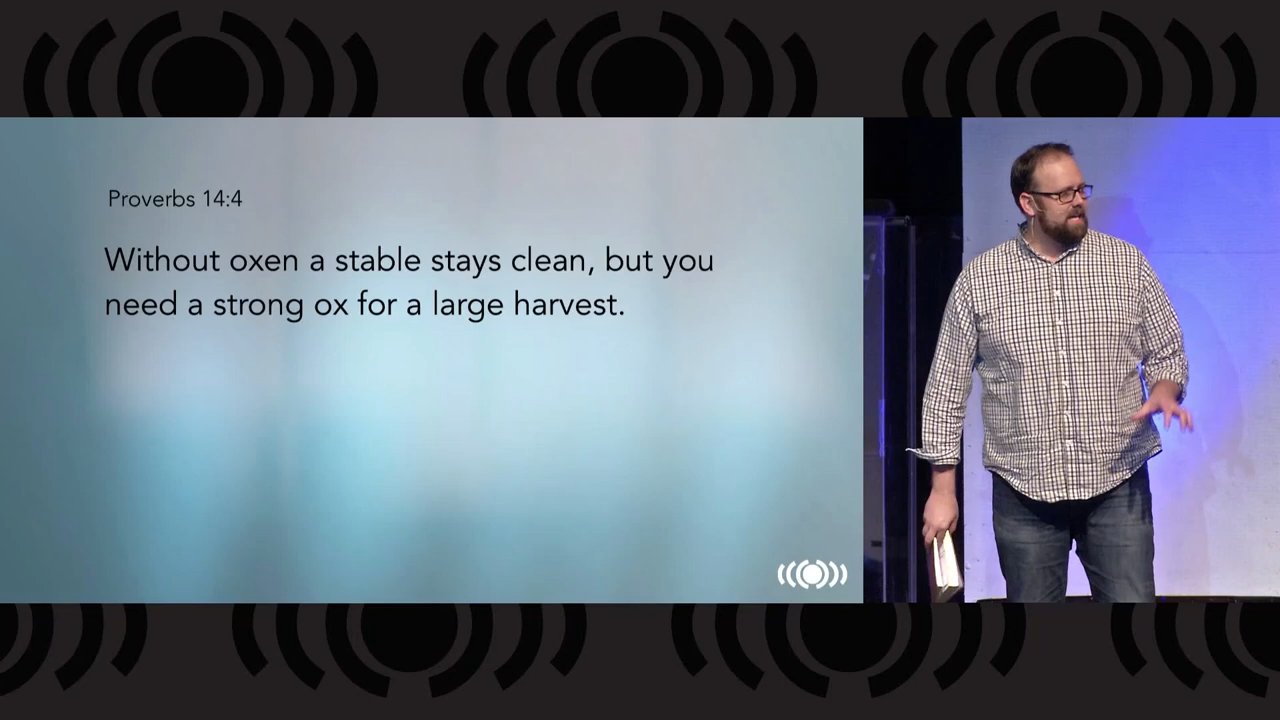 Proverbs 14:4
Without oxen a stable stays clean, but you
need a strong ox for a large harvest.